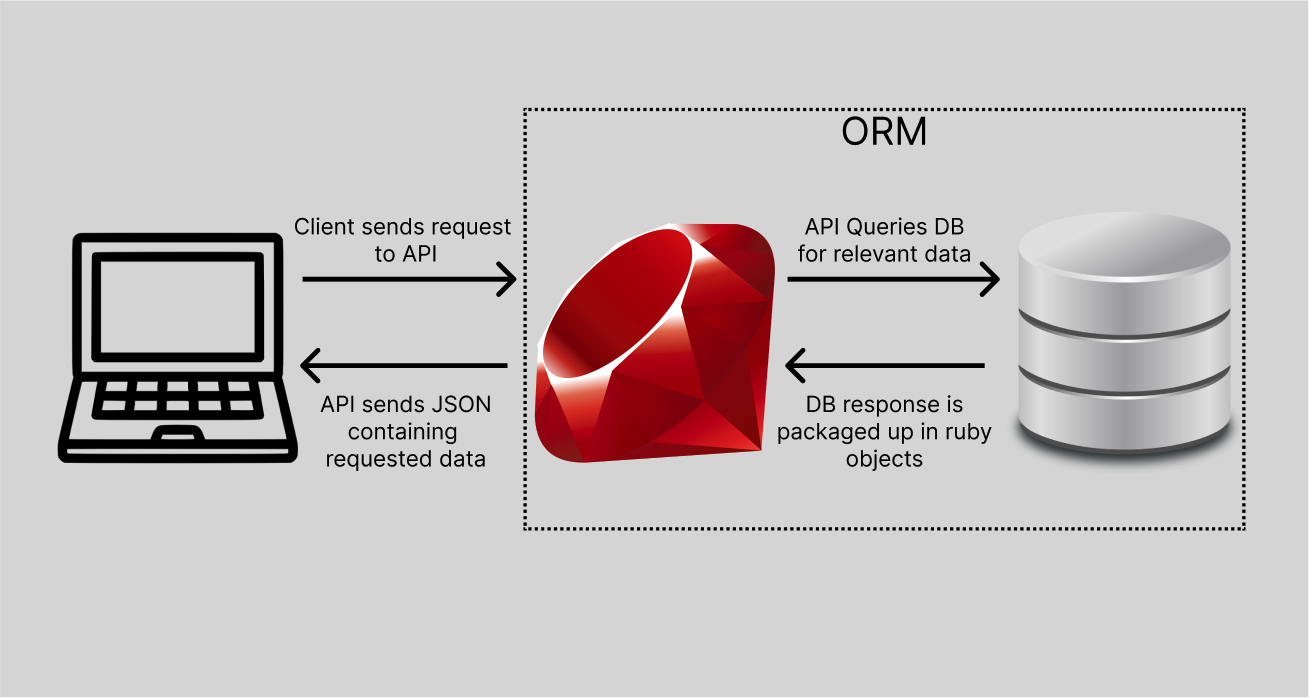 ORM
Client sends request
to API
API Queries DB
for relevant data
API sends JSON
containing
requested data
DB response is
packaged up in ruby
objects